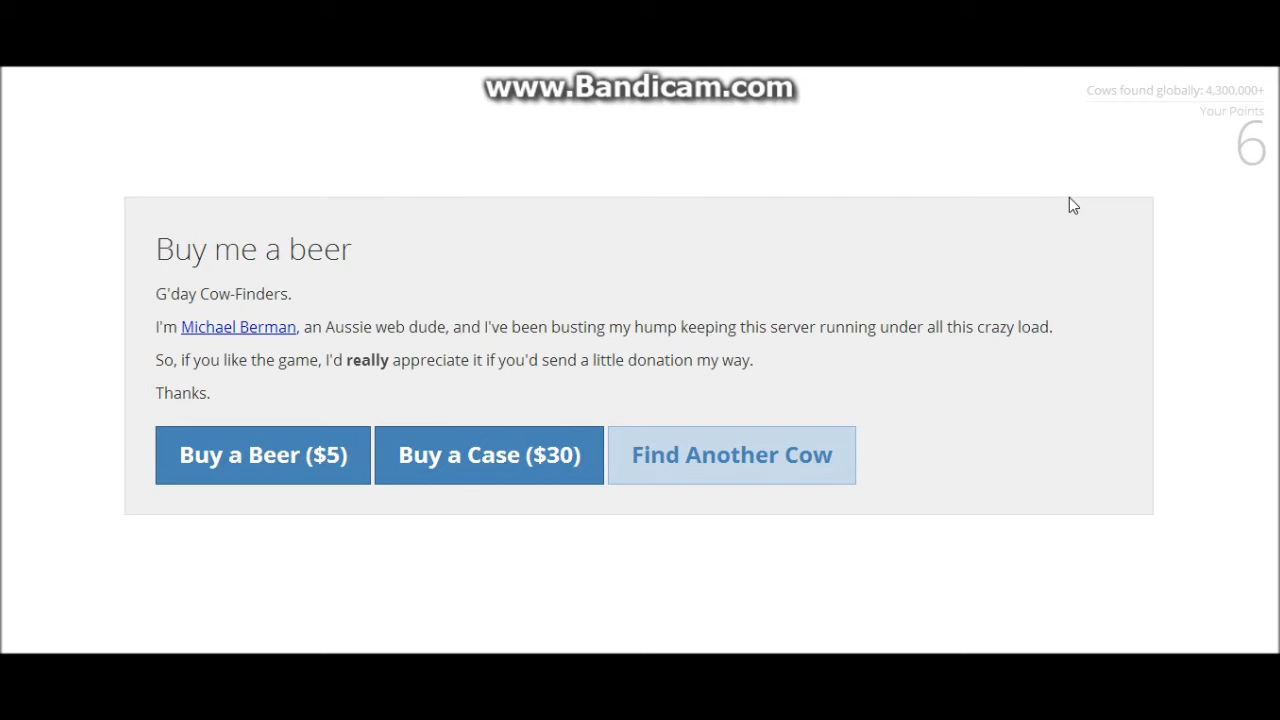 www.Bandicam.com
Cows found globally: 4,300,000+
Your Points
6
Buy me a beer
G'day Cow-Finders.
I'm Michael Berman, an Aussie web dude, and I've been busting my hump keeping this server running under all this crazy load.
So, if you like the game, I'd really appreciate it if you'd send a little donation my way.
Thanks.
Buy a Beer ($5) Buy a Case ($30) Find Another Cow